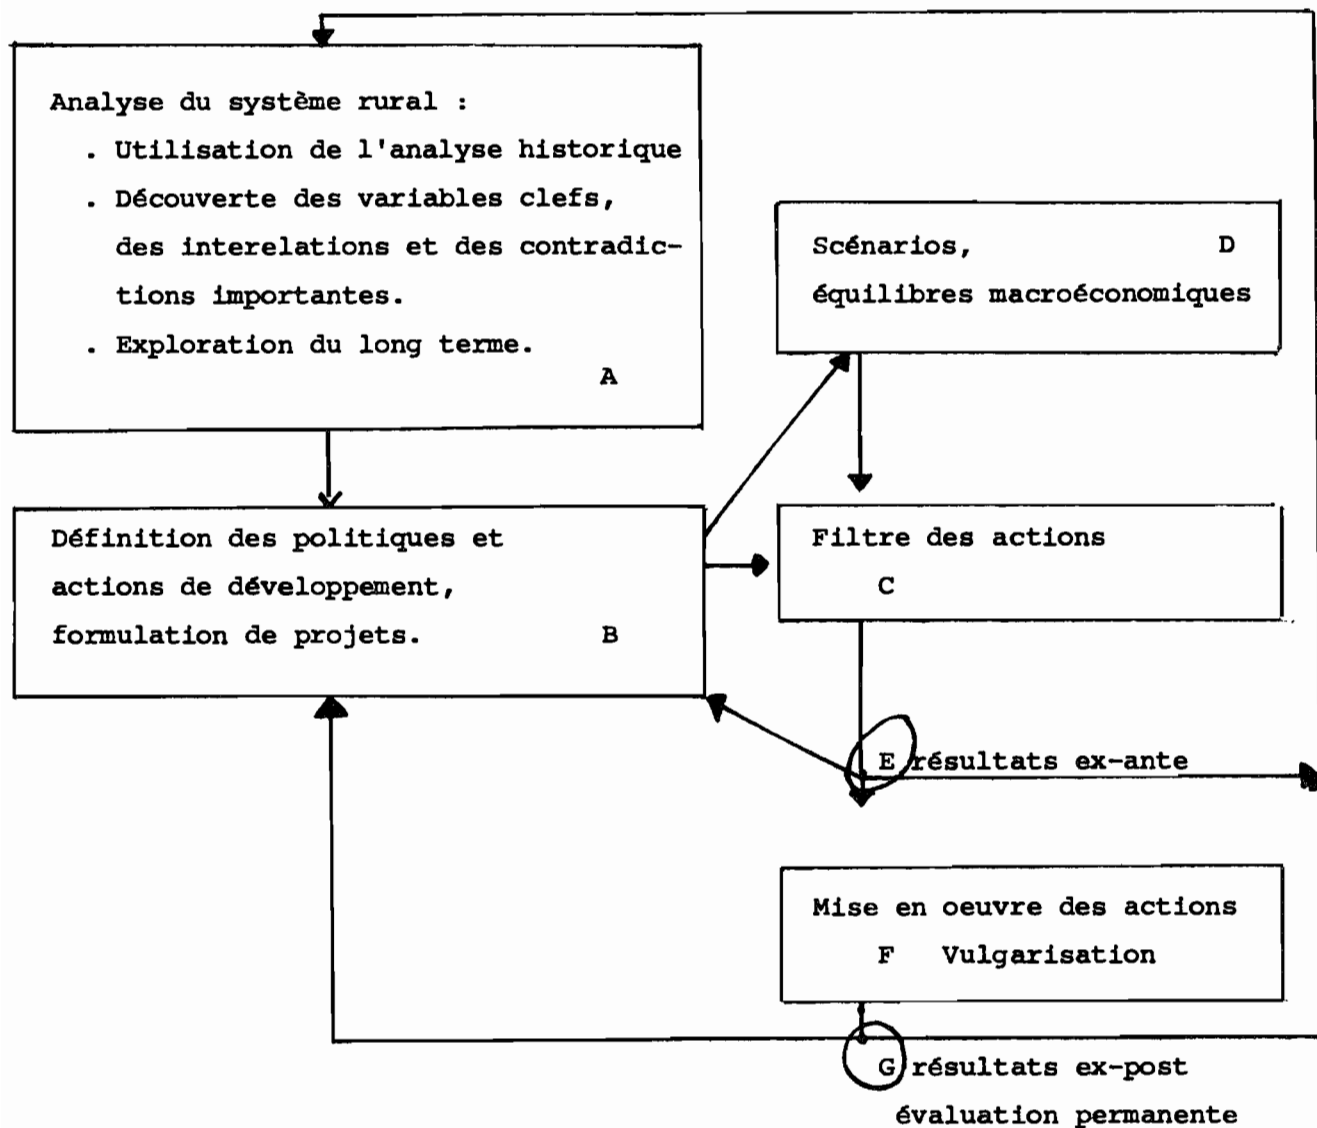 Analyse du système rural :
. Utilisation de l'analyse historique
. Découverte des variables clefs,
des interelations et des contradic-
tions importantes.
. Exploration du long terme.
A
Scénarios, D
équilibres macroéconomiques
Définition des politiques et
actions de développement,
formulation de projets. B
Filtre des actions
C
E résultats ex-ante
Mise en oeuvre des actions
F Vulgarisation
G résultats ex-post
évaluation permanente